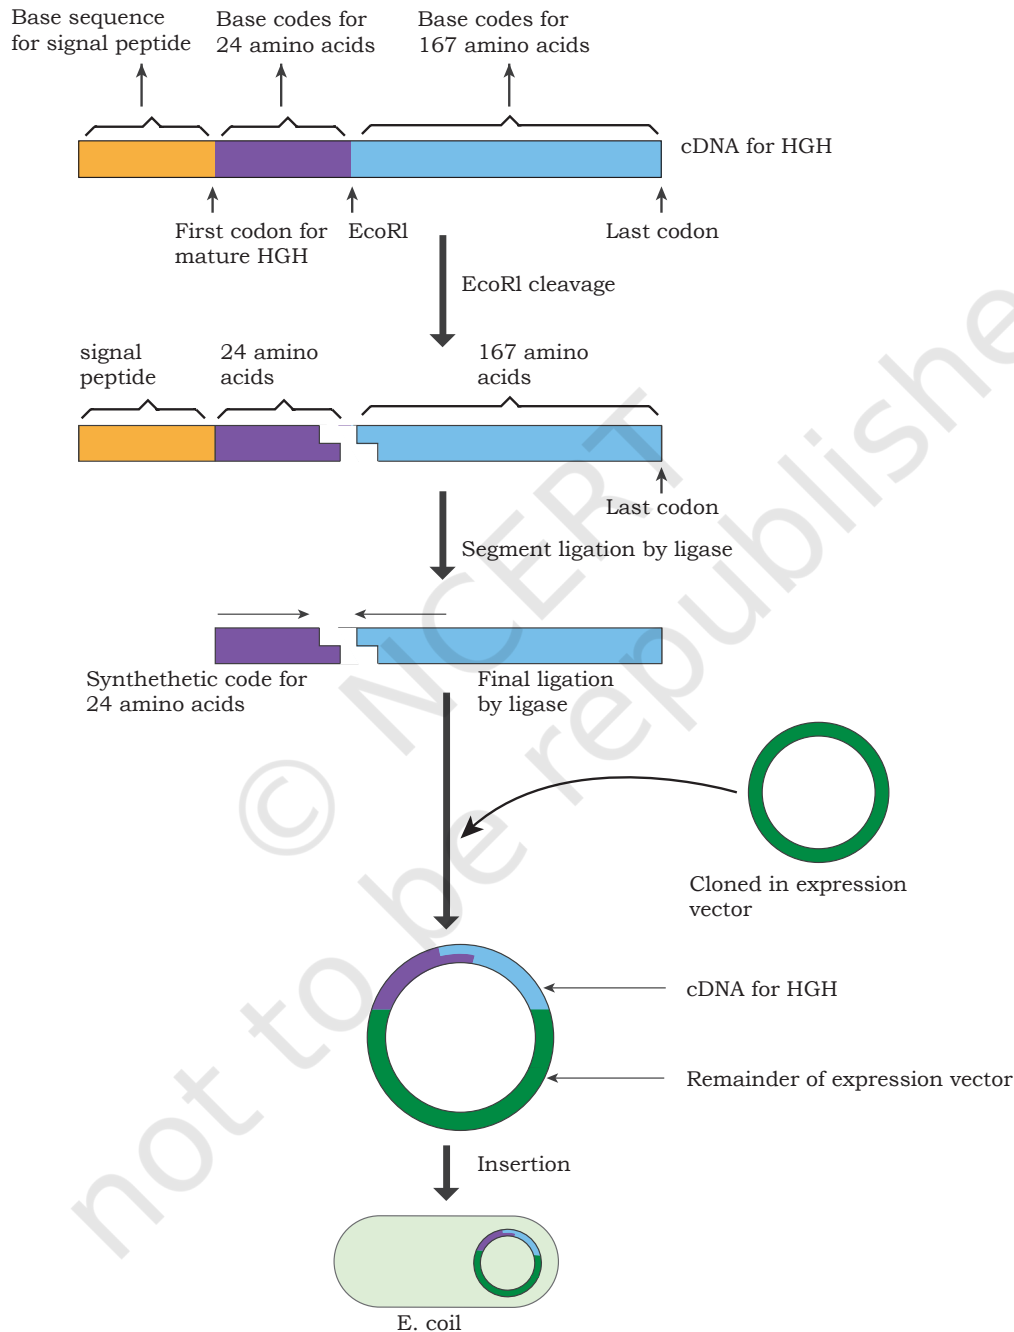 Base sequence
for signal peptide
Base codes for
24 amino acids
Base codes for
167 amino acids
cDNA for HGH
First codon for
mature HGH
EcoRl
Last codon
EcoRl cleavage
signal
peptide
24 amino
acids
167 amino
acids
Last codon
Segment ligation by ligase
Synthethetic code for
24 amino acids
Final ligation
by ligase
Cloned in expression
vector
cDNA for HGH
Remainder of expression vector
Insertion
E. coil
© NCERT
not to be republishe